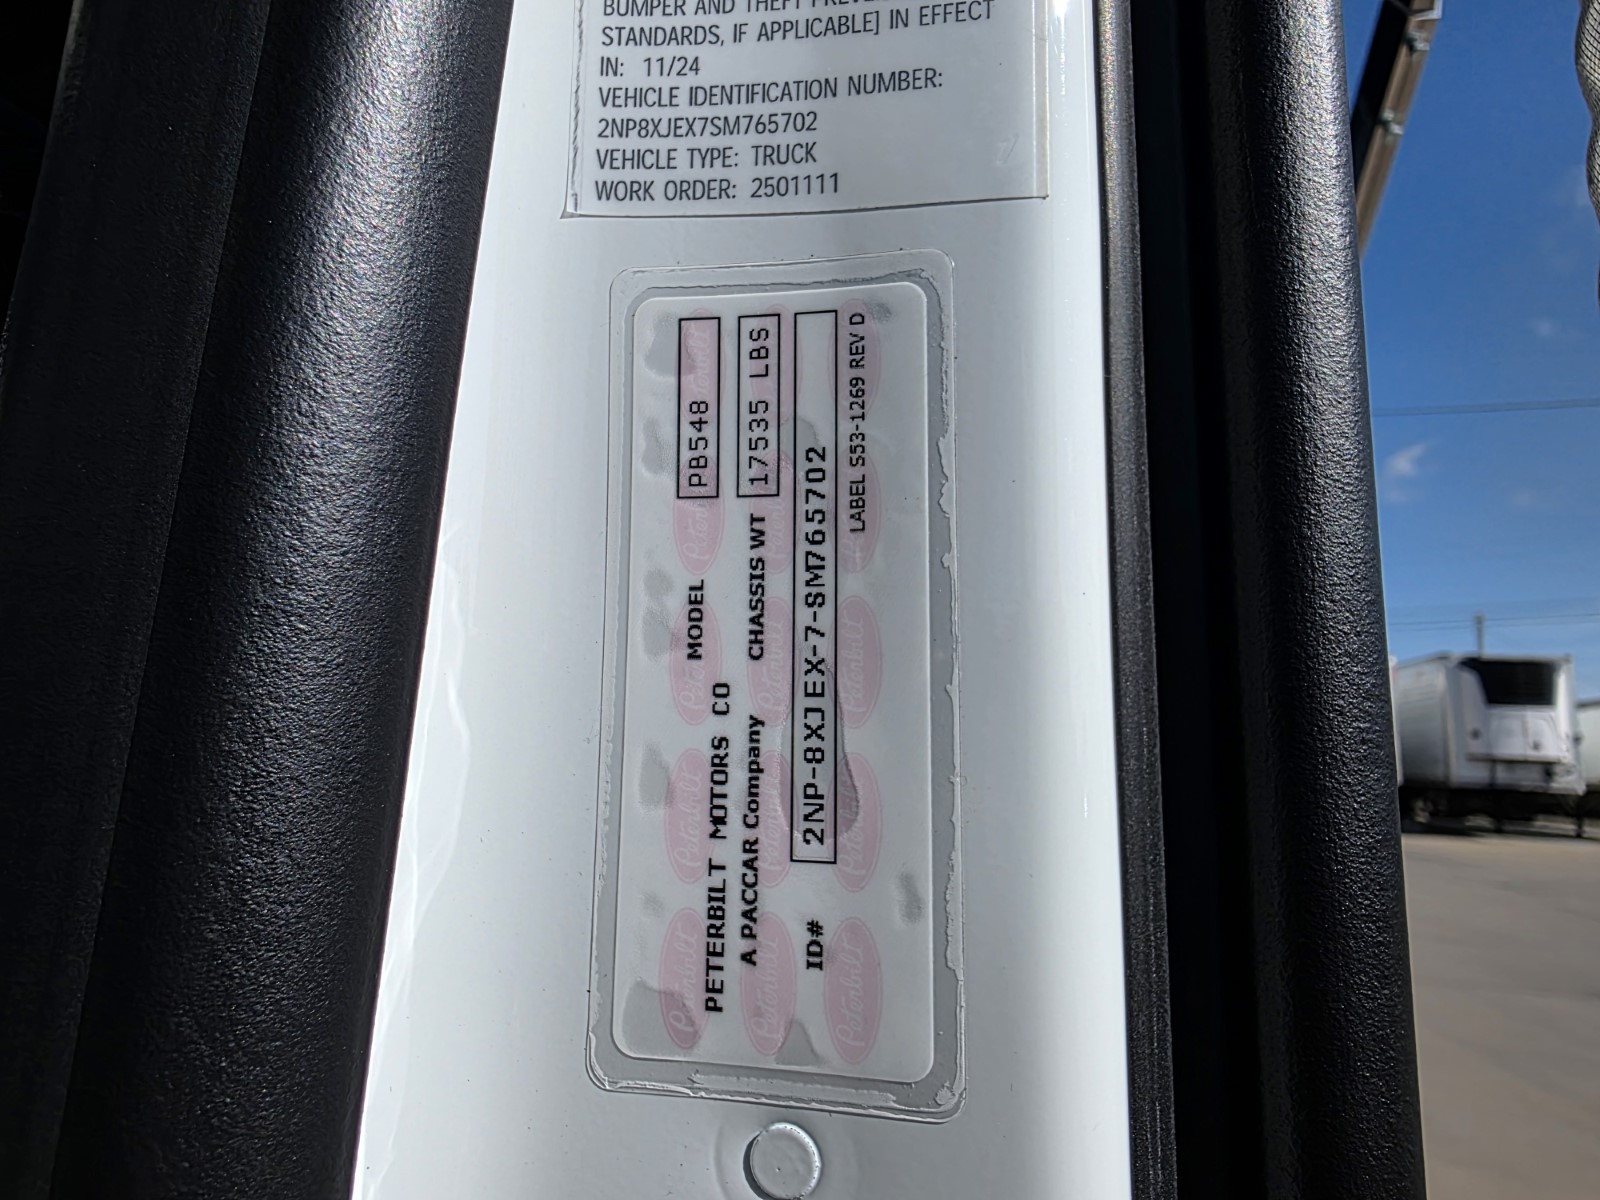 BUMPER AND THEFT
STANDARDS, IF APPLICABLE] IN EFFECT
IN: 11/24
VEHICLE IDENTIFICATION NUMBER:
2NP8XJEX7SM765702
VEHICLE TYPE: TRUCK
WORK ORDER: 2501111
PETERBILT MOTORS CO MODEL PB548
A PACCAR Company CHASSIS WT 17535 LBS
ID# 2NP-8XJEX-7-SM765702
LABEL S53-1269 REV D